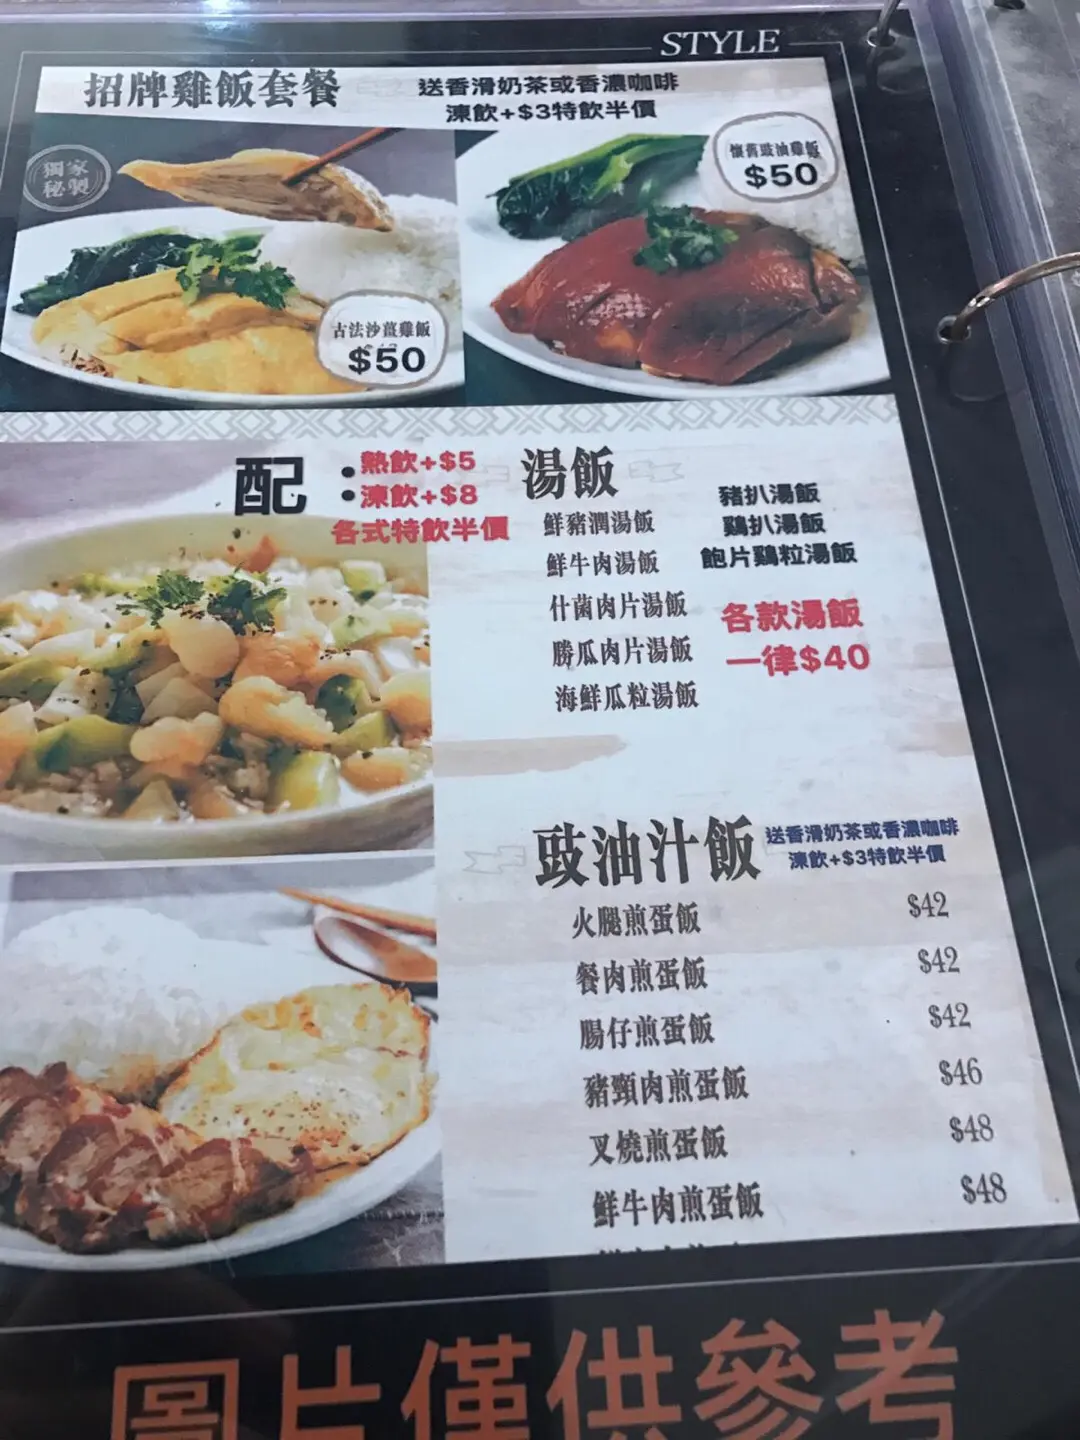 STYLE
招牌雞飯套餐
送香滑奶茶或香濃咖啡
凍飲+$3特飲半價
獨家
秘製
古法沙薑雞飯
$50
懷舊豉油雞飯
$50
配：
熱飲+$5
凍飲+$8
各式特飲半價
湯飯
鮮豬潤湯飯
鮮牛肉湯飯
什菌肉片湯飯
勝瓜肉片湯飯
海鮮瓜粒湯飯
豬扒湯飯
鷄扒湯飯
鮑片鷄粒湯飯
各款湯飯
一律$40
豉油汁飯
送香滑奶茶或香濃咖啡
凍飲+$3特飲半價
火腿煎蛋飯 $42
餐肉煎蛋飯 $42
腸仔煎蛋飯 $42
豬頸肉煎蛋飯 $46
叉燒煎蛋飯 $48
鮮牛肉煎蛋飯 $48
圖片僅供參考